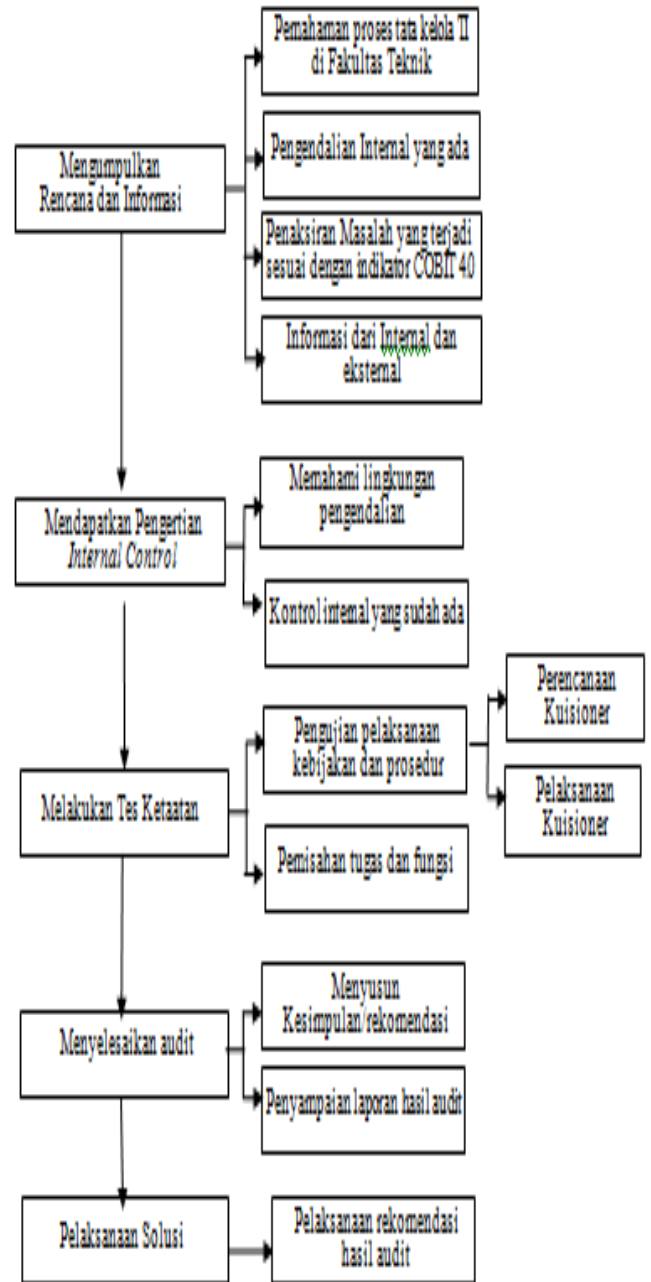 Pemahaman proses tata kelola TI
di Fakultas Teknik
Mengumpulkan
Rencana dan Informasi
Pengendalian Internal yang ada
Penaksiran Masalah yang terjadi
sesuai dengan indikator COBIT 4.0
Informasi dari Internal dan
eksternal
Mendapatkan Pengertian
Internal Control
Memahami lingkungan
pengendalian
Kontrol internal yang sudah ada
Melakukan Tes Ketaatan
Pengujian pelaksanaan
kebijakan dan prosedur
Perencanaan
Kuisioner
Pelaksanaan
Kuisioner
Pemisahan tugas dan fungsi
Menyelesaikan audit
Menyusun
Kesimpulan/rekomendasi
Penyampaian laporan hasil audit
Pelaksanaan Solusi
Pelaksanaan rekomendasi
hasil audit